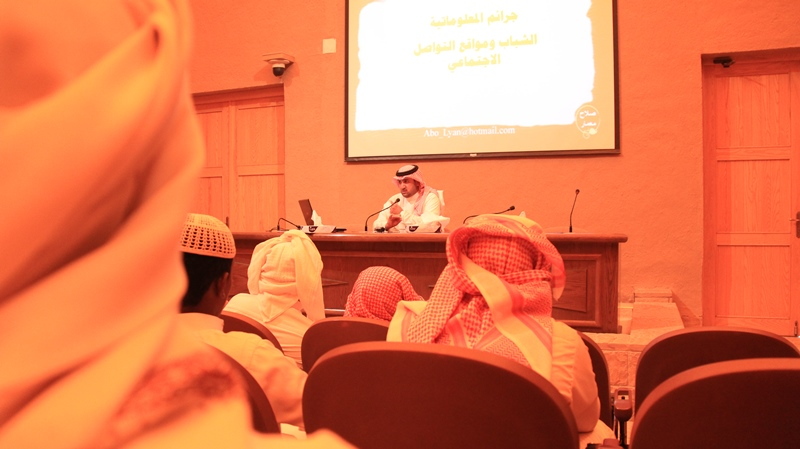 جرائم المعلوماتية
الشباب ومواقع التواصل
الاجتماعي
Abo_Lyan@hotmail.com